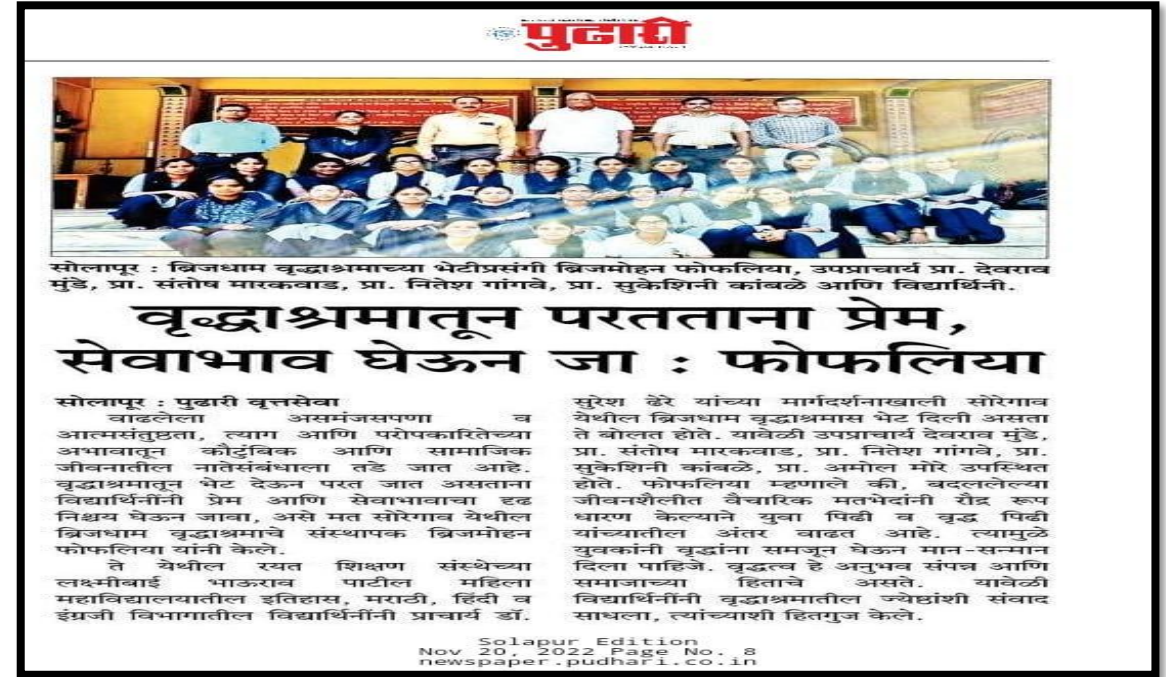 पुढारी
सोलापूर : ब्रिजधाम वृद्धाश्रमाच्या भेटीप्रसंगी ब्रिजमोहन फोफलिया, उपप्राचार्य प्रा. देवराव
मुंडे, प्रा. संतोष मारकवाड, प्रा. नितेश गांगवे, प्रा. सुकेशिनी कांबळे आणि विद्यार्थिनी.
वृद्धाश्रमातून परतताना प्रेम,
सेवाभाव घेऊन जा : फोफलिया
सोलापूर : पुढारी वृत्तसेवा
वाढलेला असमंजसपणा व
आत्मसंतुष्टता, त्याग आणि परोपकारितेच्या
अभावातून कौटुंबिक आणि सामाजिक
जीवनातील नातेसंबंधाला तडे जात आहे.
वृद्धाश्रमातून भेट देऊन परत जात असताना
विद्यार्थिनींनी प्रेम आणि सेवाभावाचा दृढ
निश्चय घेऊन जावा, असे मत सोरेगाव येथील
ब्रिजधाम वृद्धाश्रमाचे संस्थापक ब्रिजमोहन
फोफलिया यांनी केले.
ते येथील रयत शिक्षण संस्थेच्या
लक्ष्मीबाई भाऊराव पाटील महिला
महाविद्यालयातील इतिहास, मराठी, हिंदी व
इंग्रजी विभागातील विद्यार्थिनींनी प्राचार्य डॉ.
सुरेश ढेरे यांच्या मार्गदर्शनाखाली सोरेगाव
येथील ब्रिजधाम वृद्धाश्रमास भेट दिली असता
ते बोलत होते. यावेळी उपप्राचार्य देवराव मुंडे,
प्रा. संतोष मारकवाड, प्रा. नितेश गांगवे, प्रा.
सुकेशिनी कांबळे, प्रा. अमोल मोरे उपस्थित
होते. फोफलिया म्हणाले की, बदललेल्या
जीवनशैलीत वैचारिक मतभेदांनी रौद्र रूप
धारण केल्याने युवा पिढी व वृद्ध पिढी
यांच्यातील अंतर वाढत आहे. त्यामुळे
युवकांनी वृद्धांना समजून घेऊन मान-सन्मान
दिला पाहिजे. वृद्धत्व हे अनुभव संपन्न आणि
समाजाच्या हिताचे असते. यावेळी
विद्यार्थिनींनी वृद्धाश्रमातील ज्येष्ठांशी संवाद
साधला, त्यांच्याशी हितगुज केले.
Solapur Edition
Nov 20, 2022 Page No. 8
newspaper.pudhari.co.in